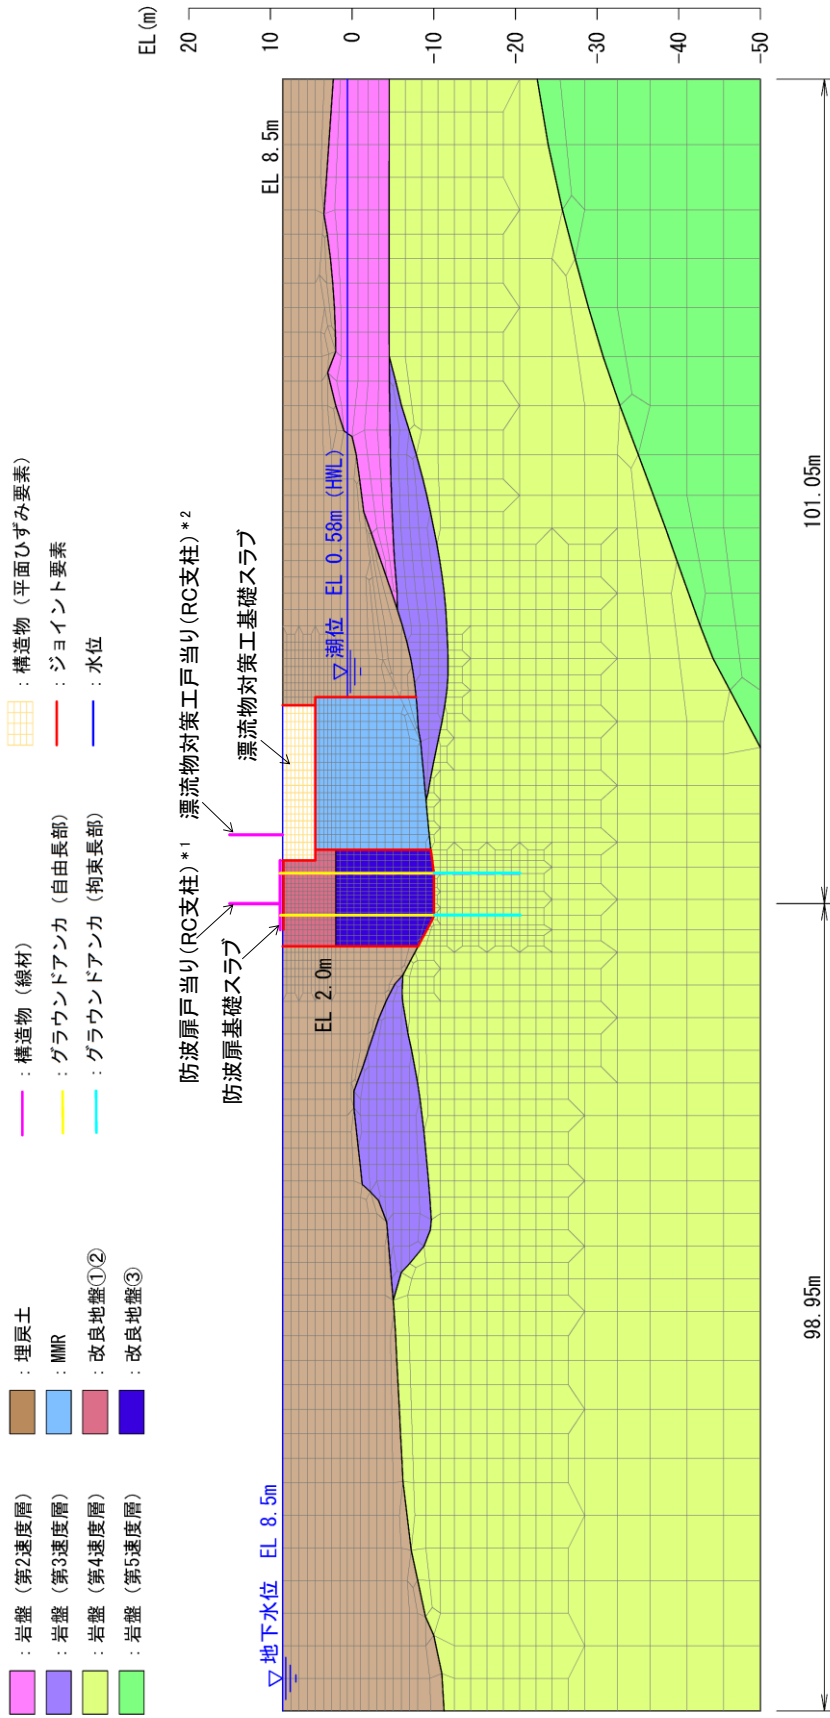 ：岩盤（第2速度層）
：岩盤（第3速度層）
：岩盤（第4速度層）
：岩盤（第5速度層）
：埋戻土
：MMR
：改良地盤①②
：改良地盤③
：構造物（線材）
：グラウンドアンカ（自由長部）
：グラウンドアンカ（拘束長部）
：構造物（平面ひずみ要素）
：ジョイント要素
：水位
防波扉戸当り(RC支柱)*1
漂流物対策工戸当り(RC支柱)*2
防波扉基礎スラブ
漂流物対策工基礎スラブ
EL(m)
20
10
0
-10
-20
-30
-40
-50
▽地下水位 EL 8.5m
EL 2.0m
▽潮位 EL 0.58m (HWL)
EL 8.5m
98.95m
101.05m